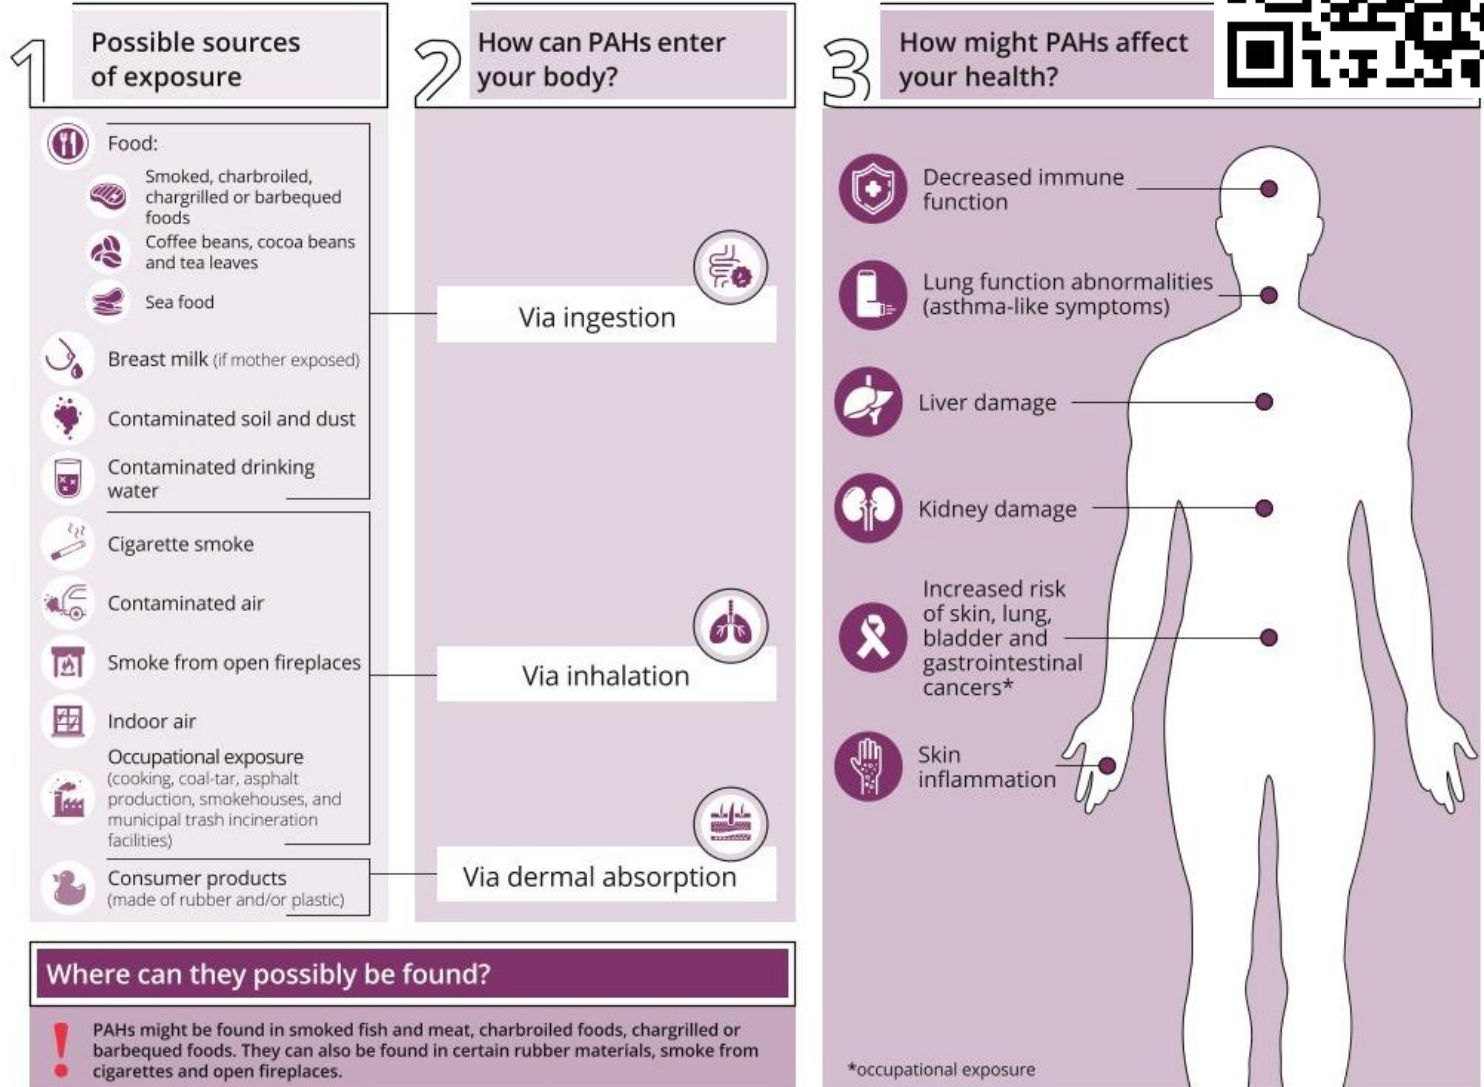 1
Possible sources
of exposure
Food:
Smoked, charbroiled,
chargrilled or barbequed
foods
Coffee beans, cocoa beans
and tea leaves
Sea food
Breast milk (if mother exposed)
Contaminated soil and dust
Contaminated drinking
water
Cigarette smoke
Contaminated air
Smoke from open fireplaces
Indoor air
Occupational exposure
(cooking, coal-tar, asphalt
production, smokehouses, and
municipal trash incineration
facilities)
Consumer products
(made of rubber and/or plastic)
2
How can PAHs enter
your body?
Via ingestion
Via inhalation
Via dermal absorption
3
How might PAHs affect
your health?
Decreased immune
function
Lung function abnormalities
(asthma-like symptoms)
Liver damage
Kidney damage
Increased risk
of skin, lung,
bladder and
gastrointestinal
cancers*
Skin
inflammation
*occupational exposure
Where can they possibly be found?
! PAHs might be found in smoked fish and meat, charbroiled foods, chargrilled or
barbequed foods. They can also be found in certain rubber materials, smoke from
cigarettes and open fireplaces.